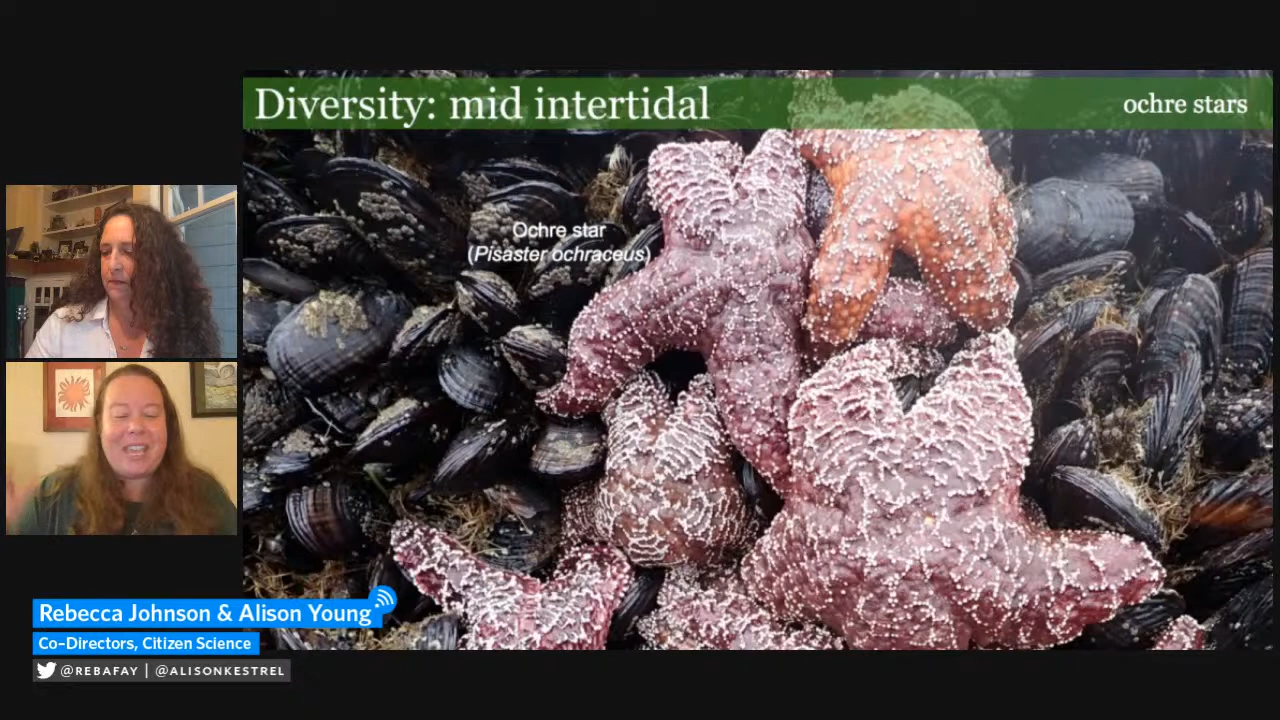 Diversity: mid intertidal
ochre stars
Ochre star
(Pisaster ochraceus)
Rebecca Johnson & Alison Young
Co-Directors, Citizen Science
@REBAFAY | @ALISONKESTREL